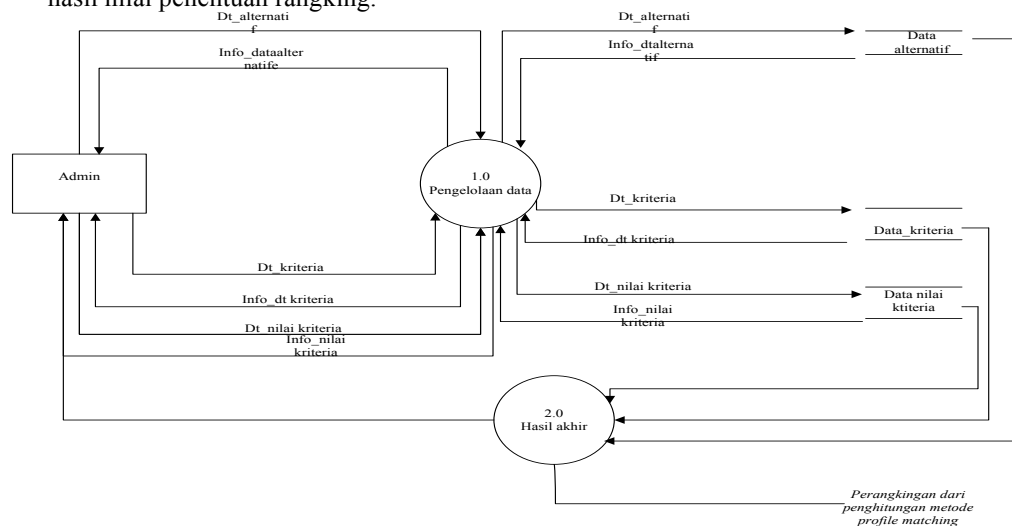 hasil nilai penentuan rangking.
Dt_alternati
f
Dt_alternati
f
Info_dataalter
natife
Info_dtalterna
tif
Data
alternatif
Admin
1.0
Pengelolaan data
Dt_kriteria
Data_kriteria
Info_dt kriteria
Dt_kriteria
Info_dt kriteria
Dt_nilai kriteria
Data nilai
ktiteria
Info_nilai
kriteria
Dt_nilai kriteria
Info_nilai
kriteria
2.0
Hasil akhir
Perangkingan dari
penghitungan metode
profile matching